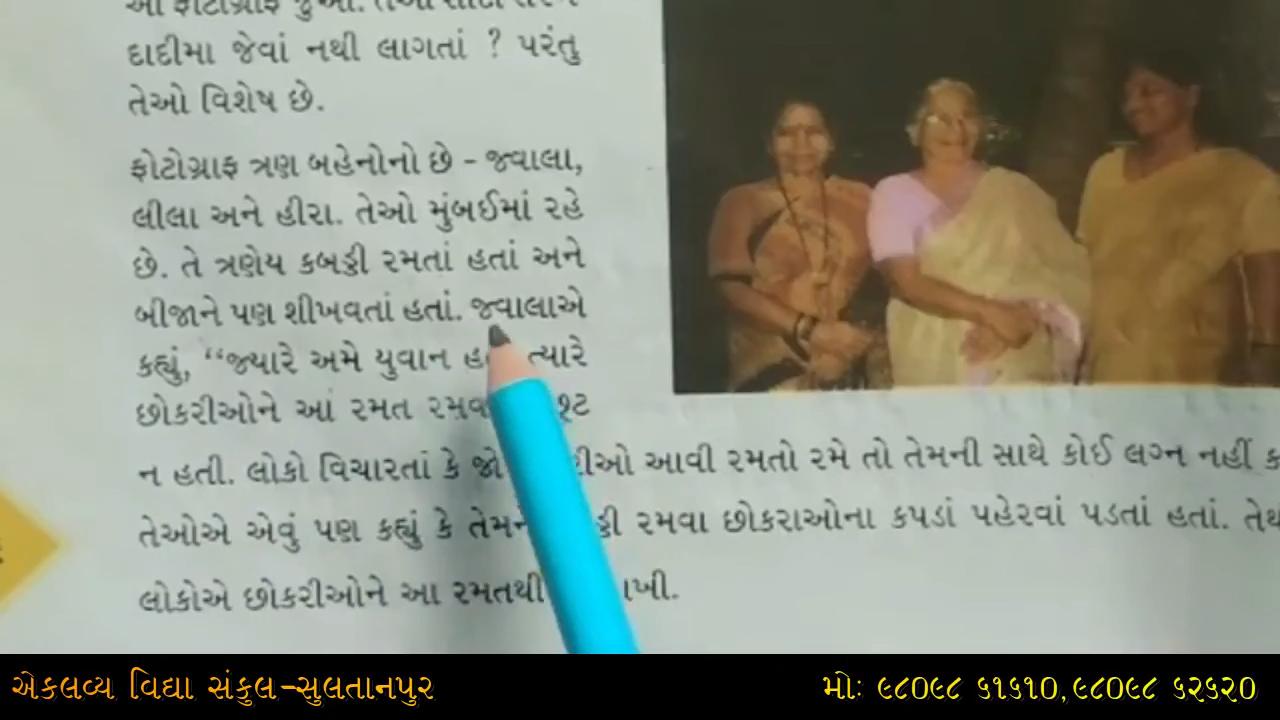 દાદીમા જેવાં નથી લાગતાં ? પરંતુ
તેઓ વિશેષ છે.
ફોટોગ્રાફ ત્રણ બહેનોનો છે - જ્વાલા,
લીલા અને હીરા. તેઓ મુંબઈમાં રહે
છે. તે ત્રણેય કબડ્ડી રમતાં હતાં અને
બીજાને પણ શીખવતાં હતાં. જ્વાલાએ
કહ્યું, “જ્યારે અમે યુવાન ત્યારે
છોકરીઓને આ રમત છૂટ
ન હતી. લોકો વિચારતાં કે જો આવી રમતો રમે તો તેમની સાથે કોઈ લગ્ન નહીં
તેઓએ એવું પણ કહ્યું કે રમવા છોકરાઓના કપડાં પહેરવાં પડતાં હતાં.
લોકોએ છોકરીઓને આ રમતથી
એકલવ્ય વિદ્યા સંકુલ-સુલતાનપુર
મોઃ ૯૮૦૯૮ ૬૧૬૧૦,૯૮૦૯૮ ૬૨૬૨૦